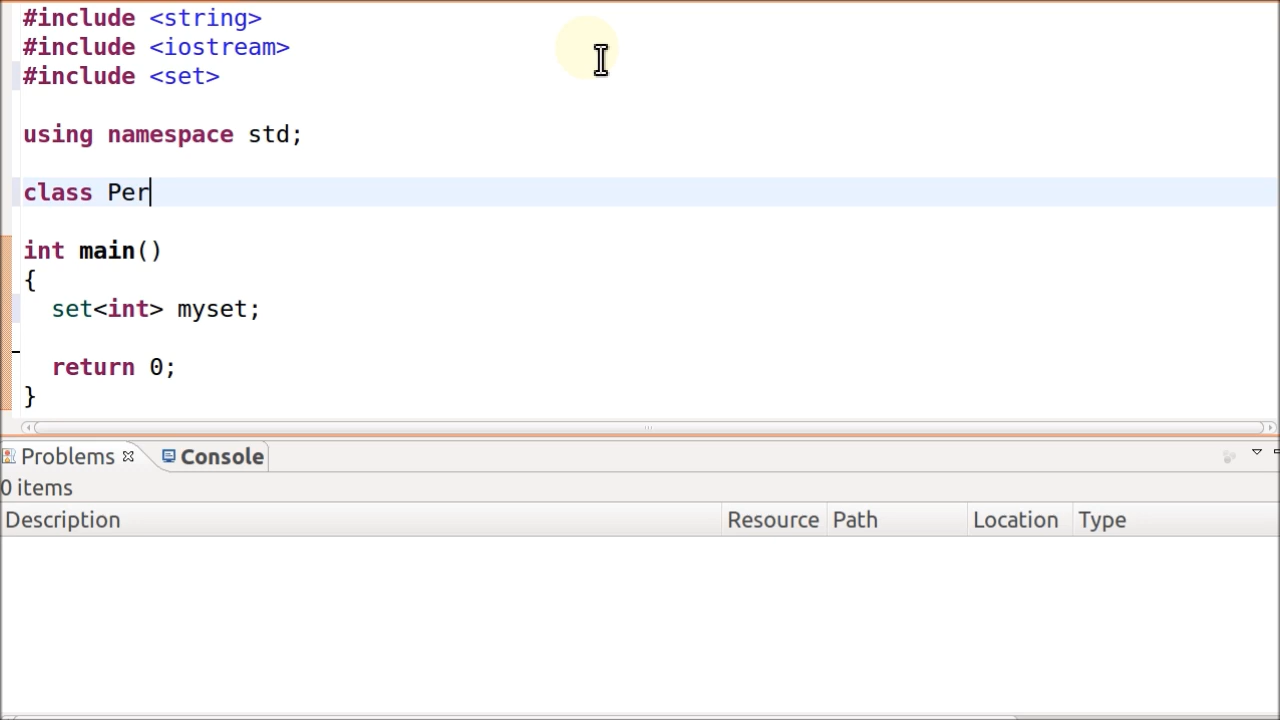 #include <string>
#include <iostream>
#include <set>
using namespace std;
class Per
int main()
{
set<int> myset;
return 0;
}
Problems
Console
0 items
Description Resource Path Location Type